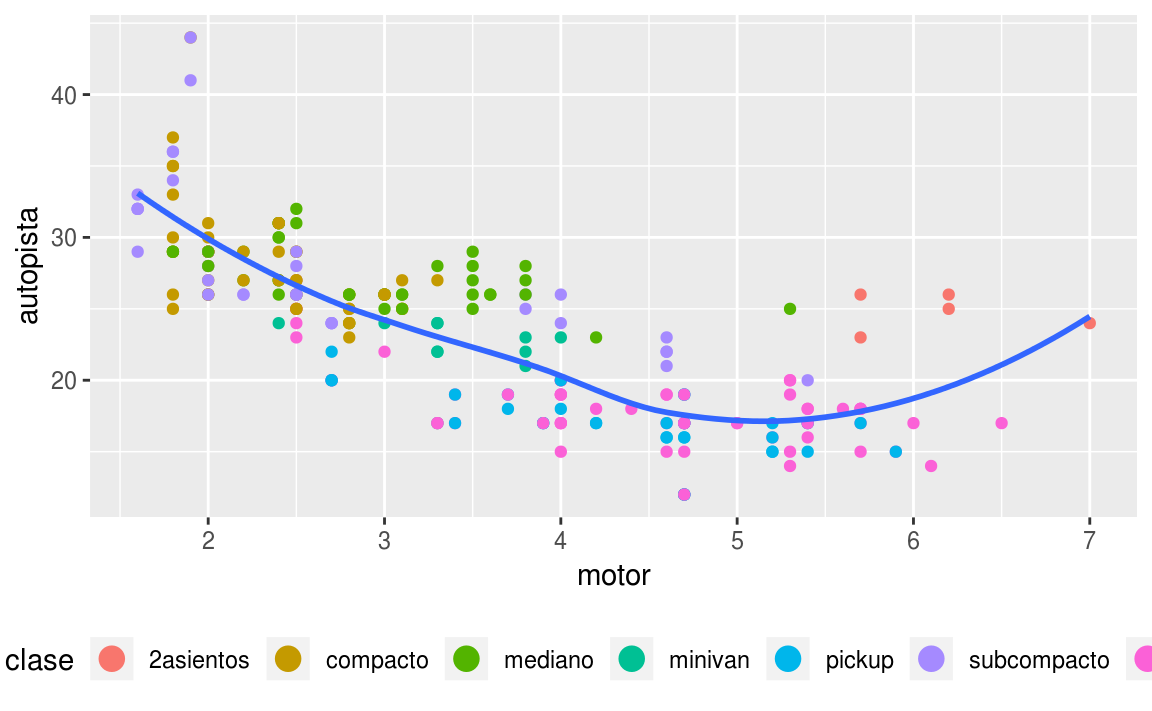 40
30
20
autopista
2 3 4 5 6 7
motor
clase 2asientos compacto mediano minivan pickup subcompacto